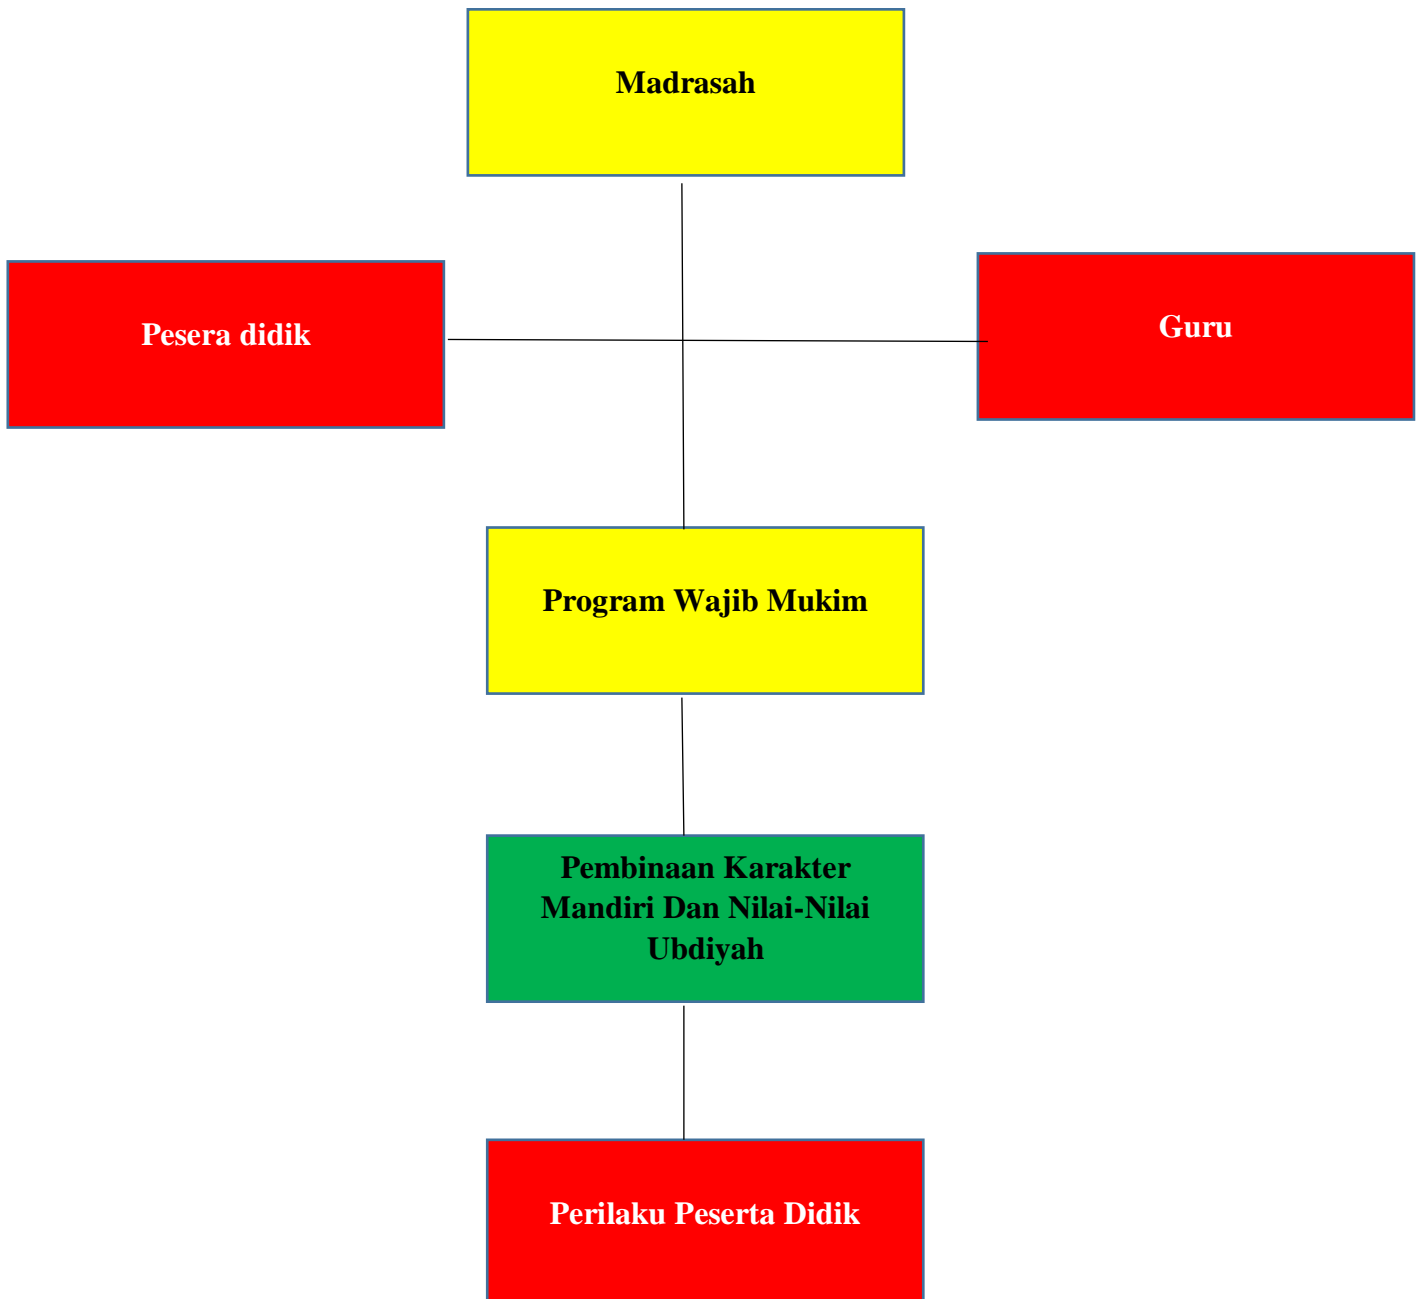 Madrasah
Pesera didik
Guru
Program Wajib Mukim
Pembinaan Karakter
Mandiri Dan Nilai-Nilai
Ubdiyah
Perilaku Peserta Didik